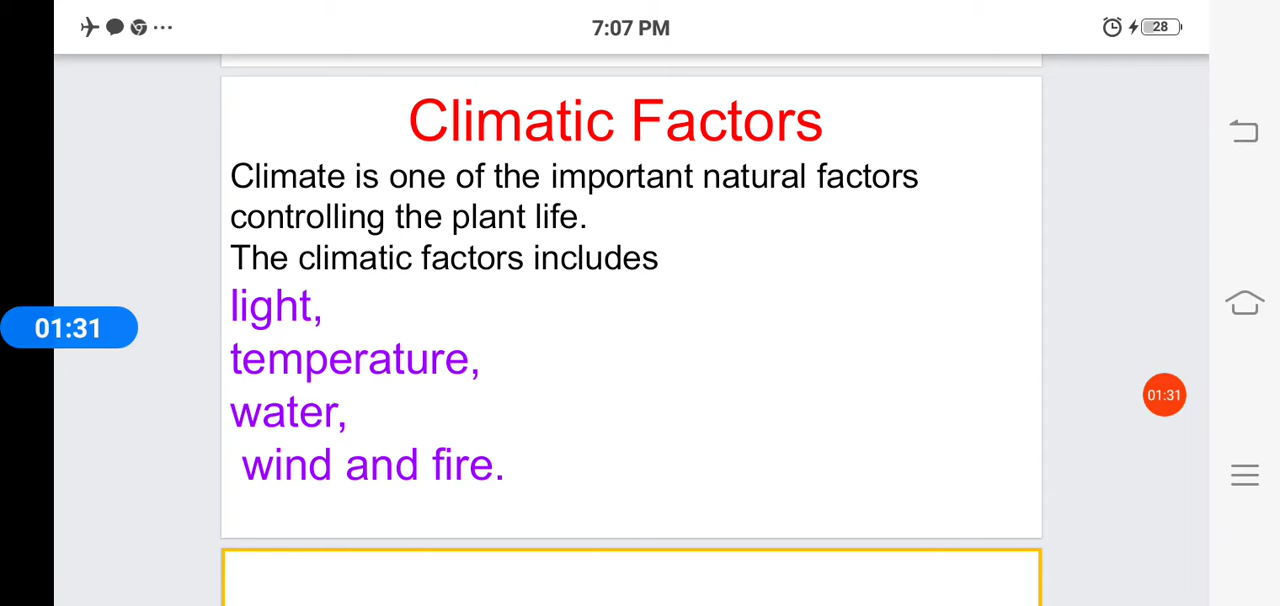 7:07 PM
28
Climatic Factors
Climate is one of the important natural factors
controlling the plant life.
The climatic factors includes
light,
01:31
temperature,
01:31
water,
wind and fire.